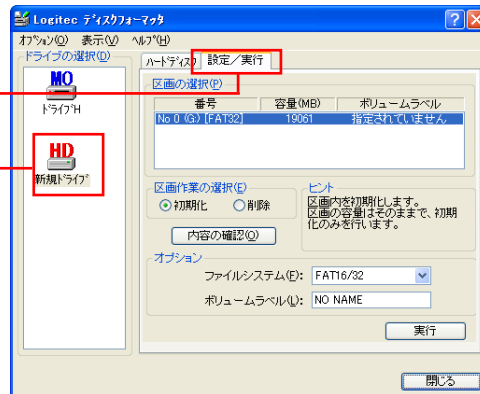 Logitec ディスクフォーマッタ
オプション(O) 表示(V) ヘルプ(H)
ドライブの選択(D)
MO
ドライブH
HD
新規ドライブ
ハードディスク 設定／実行
区画の選択(P)
番号 容量(MB) ボリュームラベル
No 0 (G:) [FAT32] 19061 指定されていません
区画作業の選択(E)
初期化 削除
内容の確認(O)
ヒント
区画内を初期化します。
区画の容量はそのままで、初期
化のみを行います。
オプション
ファイルシステム(F): FAT16/32
ボリュームラベル(L): NO NAME
実行
閉じる